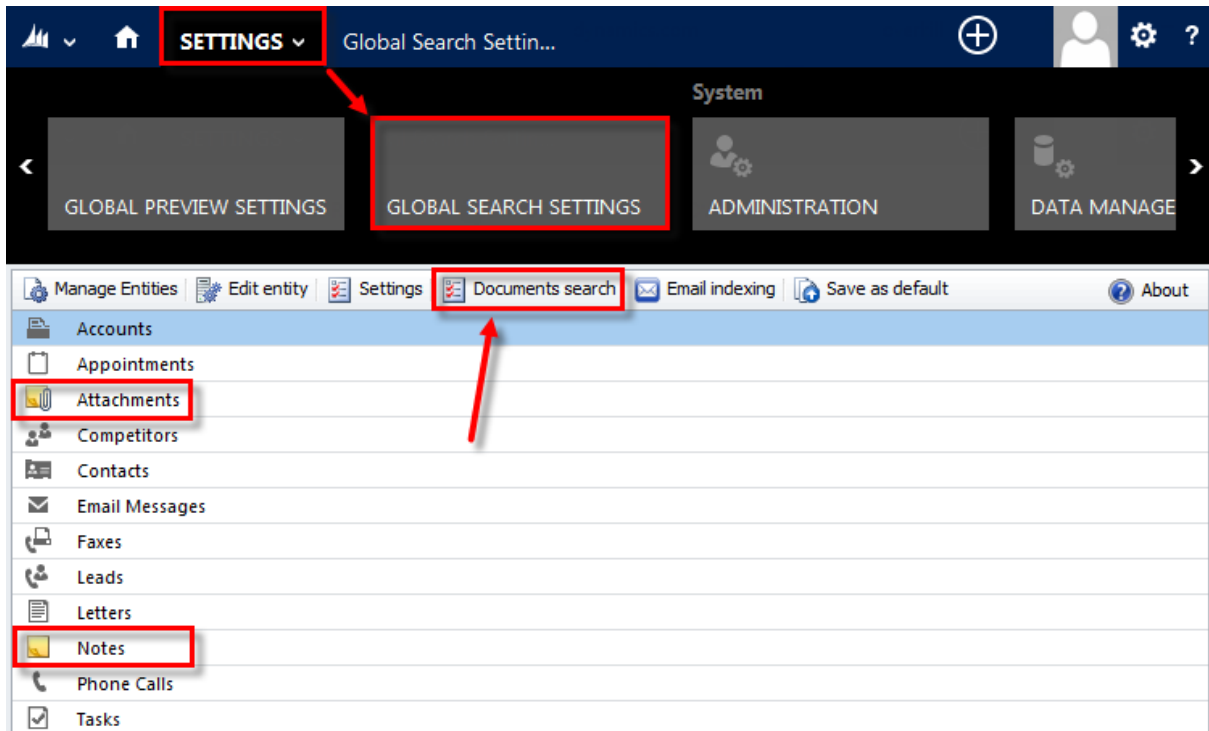 SETTINGS Global Search Settin... ?
System
GLOBAL PREVIEW SETTINGS GLOBAL SEARCH SETTINGS ADMINISTRATION DATA MANAGE
Manage Entities Edit entity Settings Documents search Email indexing Save as default About
Accounts
Appointments
Attachments
Competitors
Contacts
Email Messages
Faxes
Leads
Letters
Notes
Phone Calls
Tasks